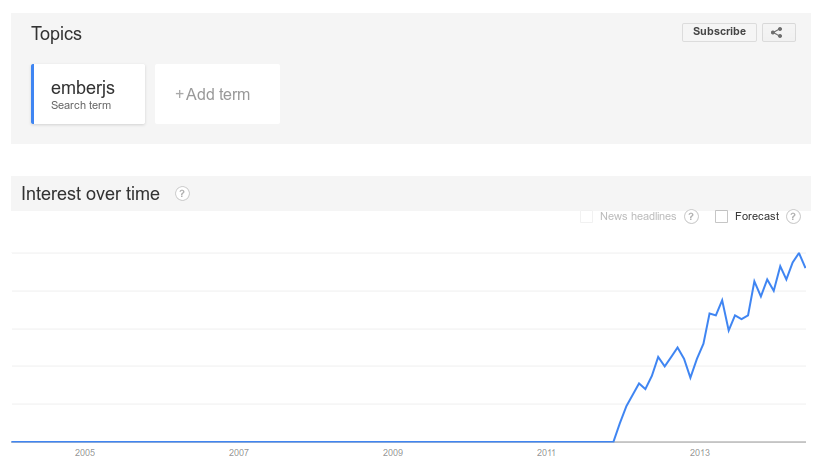 Topics
Subscribe
emberjs
Search term
+Add term
Interest over time ?
News headlines ? Forecast ?
2005 2007 2009 2011 2013